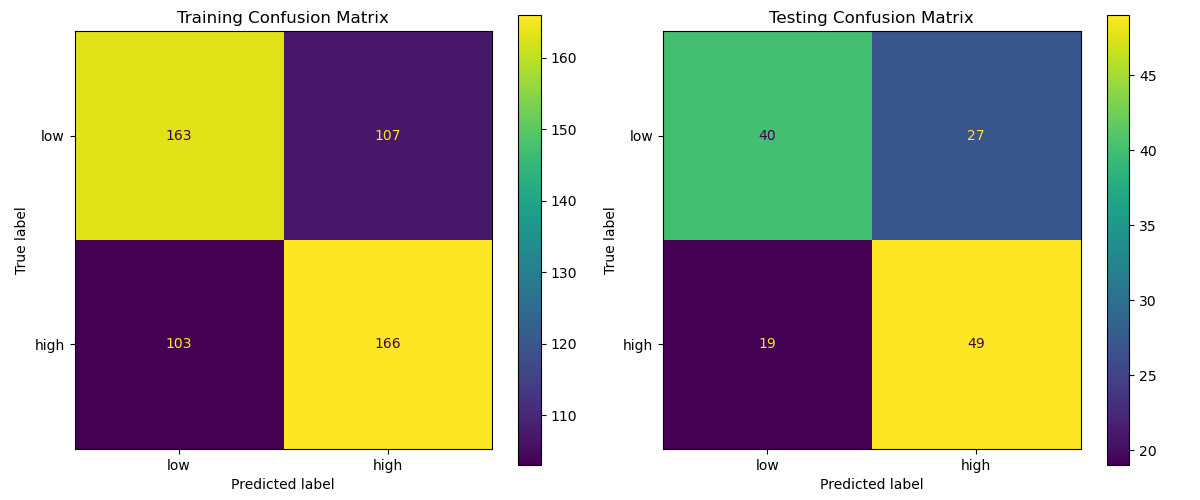 Training Confusion Matrix
True label
low
high
163
107
103
166
low
high
Predicted label
160
150
140
130
120
110
Testing Confusion Matrix
True label
low
high
40
27
19
49
low
high
Predicted label
45
40
35
30
25
20